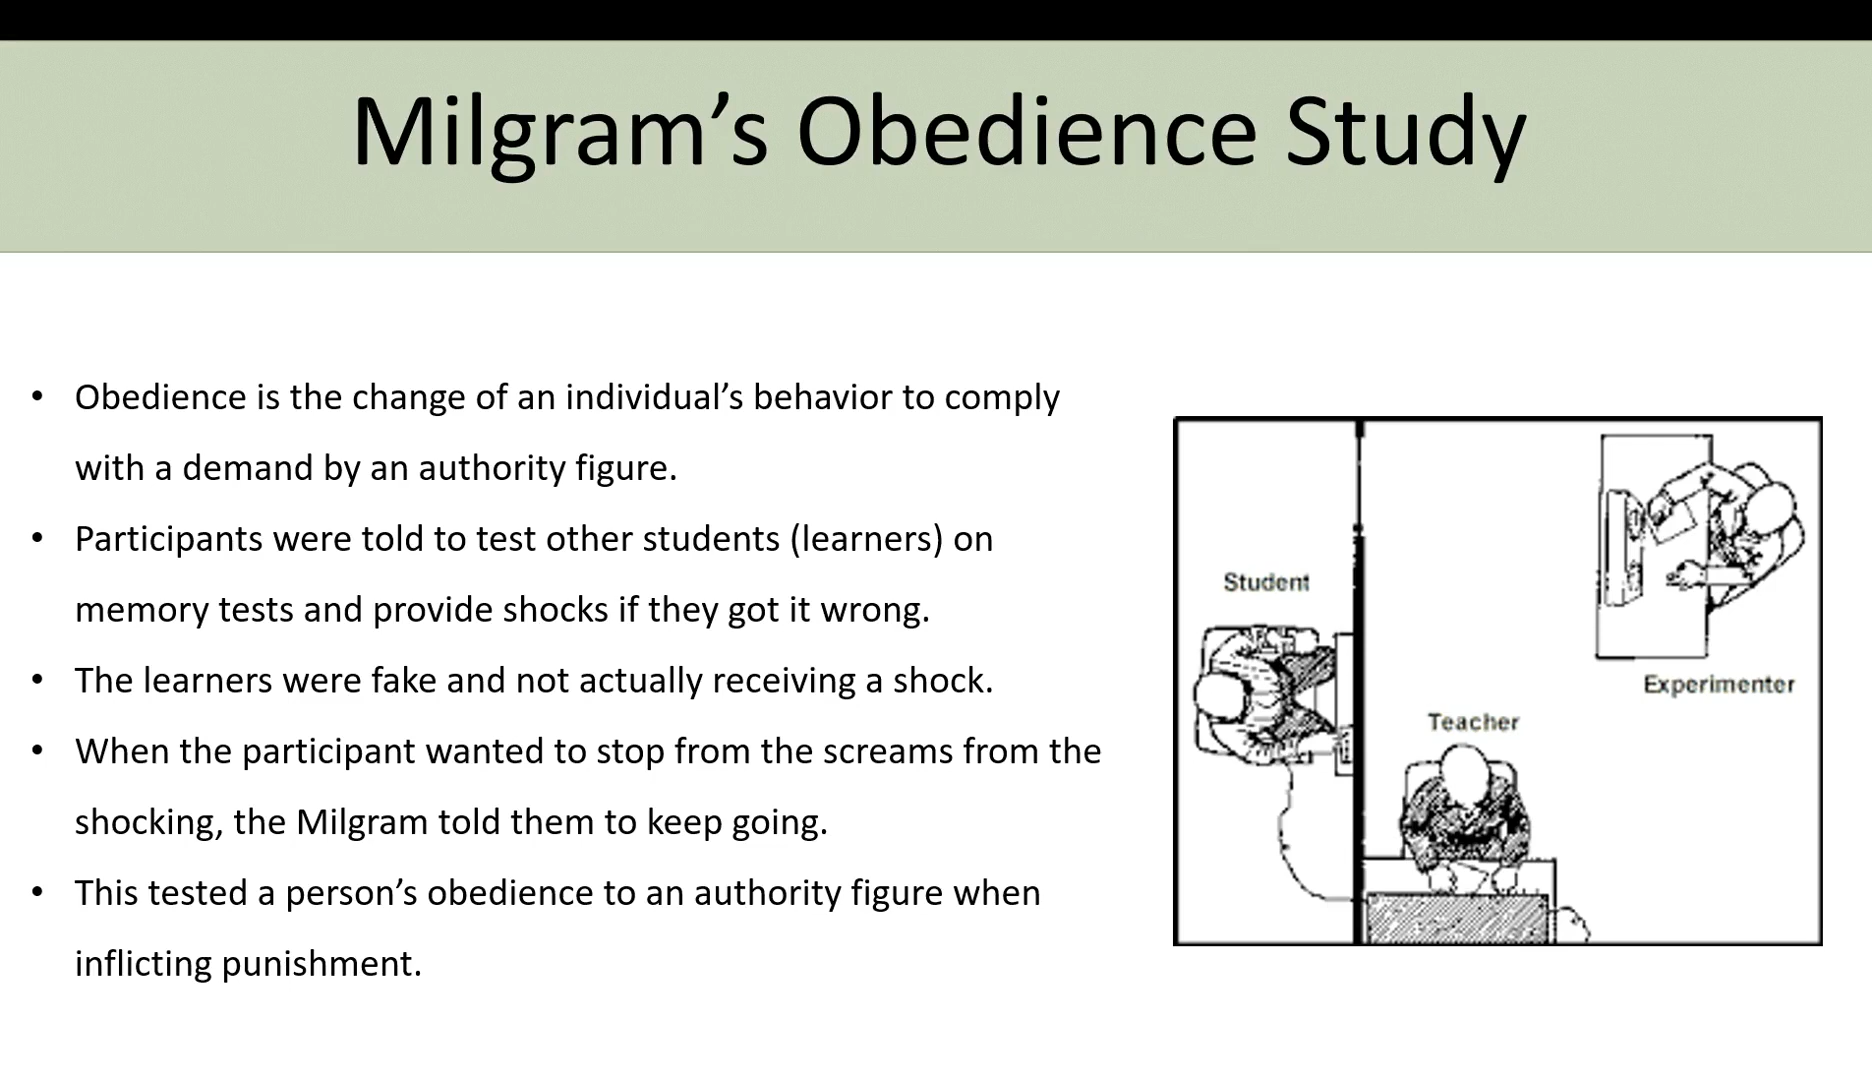 Milgram’s Obedience Study
• Obedience is the change of an individual’s behavior to comply
with a demand by an authority figure.
• Participants were told to test other students (learners) on
memory tests and provide shocks if they got it wrong.
• The learners were fake and not actually receiving a shock.
• When the participant wanted to stop from the screams from the
shocking, the Milgram told them to keep going.
• This tested a person’s obedience to an authority figure when
inflicting punishment.
Student
Experimenter
Teacher